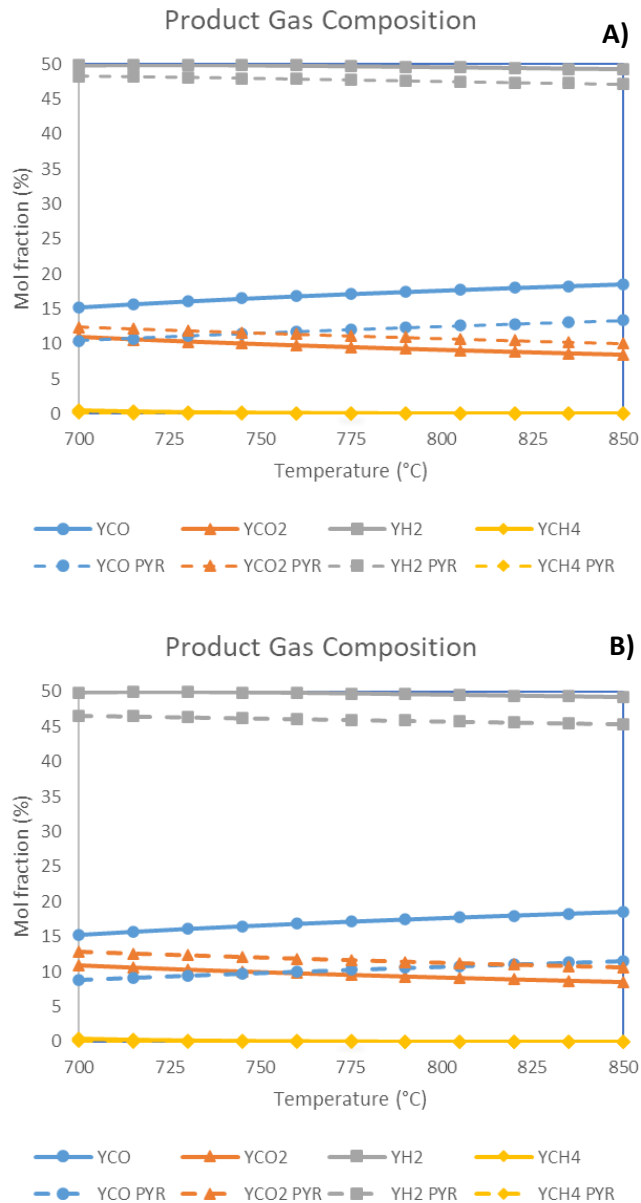 Product Gas Composition
A)
50
45
40
35
30
25
20
15
10
5
0
Mol fraction (%)
700 725 750 775 800 825 850
Temperature (°C)
YCO YCO2 YH2 YCH4
YCO PYR YCO2 PYR YH2 PYR YCH4 PYR
Product Gas Composition
B)
50
45
40
35
30
25
20
15
10
5
0
Mol fraction (%)
700 725 750 775 800 825 850
Temperature (°C)
YCO YCO2 YH2 YCH4
YCO PYR YCO2 PYR YH2 PYR YCH4 PYR